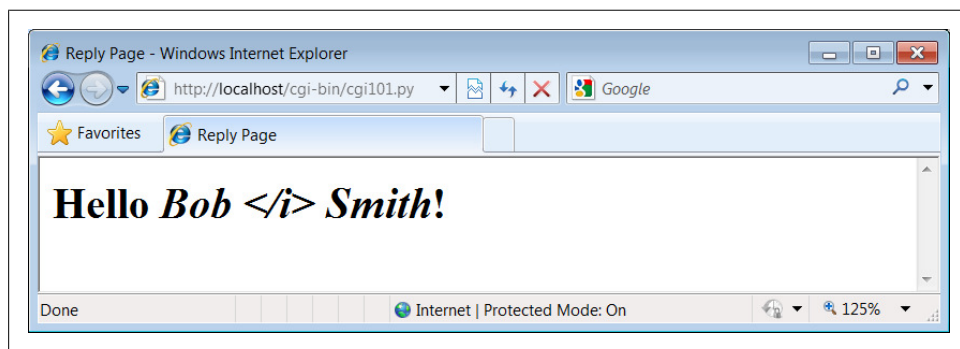 Reply Page - Windows Internet Explorer
http://localhost/cgi-bin/cgi101.py
Google
Favorites
Reply Page
Hello Bob </i> Smith!
Done
Internet | Protected Mode: On
125%